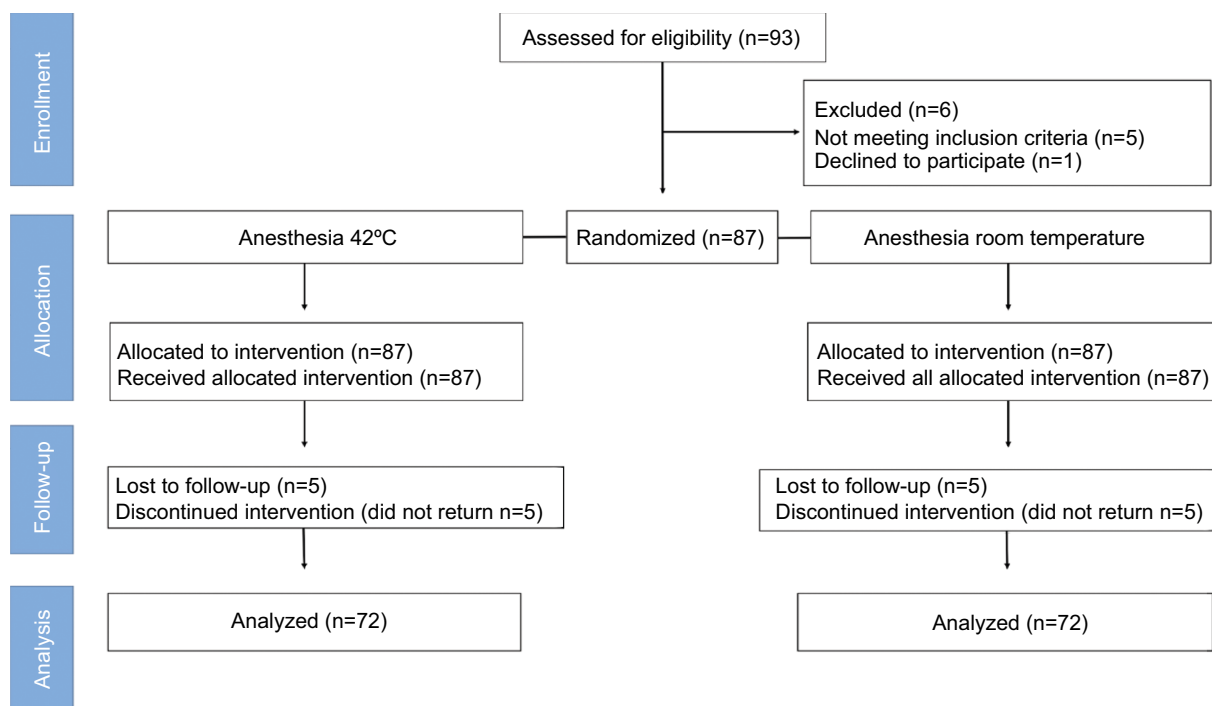 Enrollment
Assessed for eligibility (n=93)
Excluded (n=6)
Not meeting inclusion criteria (n=5)
Declined to participate (n=1)
Allocation
Anesthesia 42ºC
Randomized (n=87)
Anesthesia room temperature
Allocated to intervention (n=87)
Received allocated intervention (n=87)
Allocated to intervention (n=87)
Received all allocated intervention (n=87)
Follow-up
Lost to follow-up (n=5)
Discontinued intervention (did not return n=5)
Lost to follow-up (n=5)
Discontinued intervention (did not return n=5)
Analysis
Analyzed (n=72)
Analyzed (n=72)